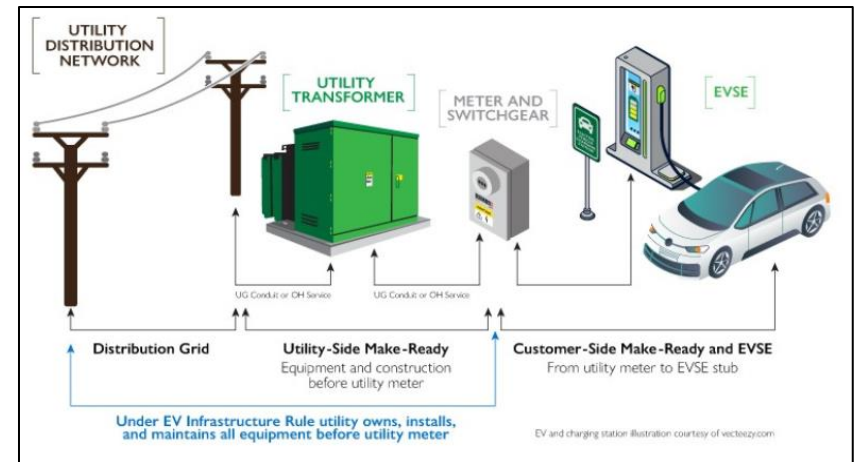 UTILITY
DISTRIBUTION
NETWORK
UTILITY
TRANSFORMER
METER AND
SWITCHGEAR
EVSE
UG Conduit or OH Service
UG Conduit or OH Service
Distribution Grid
Utility-Side Make-Ready
Equipment and construction
before utility meter
Customer-Side Make-Ready and EVSE
From utility meter to EVSE stub
Under EV Infrastructure Rule utility owns, installs,
and maintains all equipment before utility meter
EV and charging station illustration courtesy of vecteezy.com